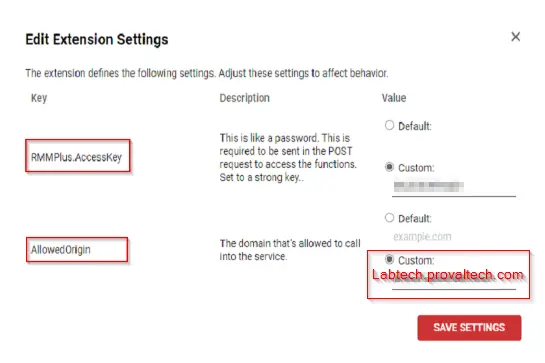 Edit Extension Settings
The extension defines the following settings. Adjust these settings to affect behavior.
Key Description Value
RMMPlus.AccessKey
This is like a password. This is
required to be sent in the POST
request to access the functions.
Set to a strong key..
Default:
Custom:
AllowedOrigin
The domain that's allowed to call
into the service.
Default:
example.com
Custom:
Labtech.provaltech.com
SAVE SETTINGS